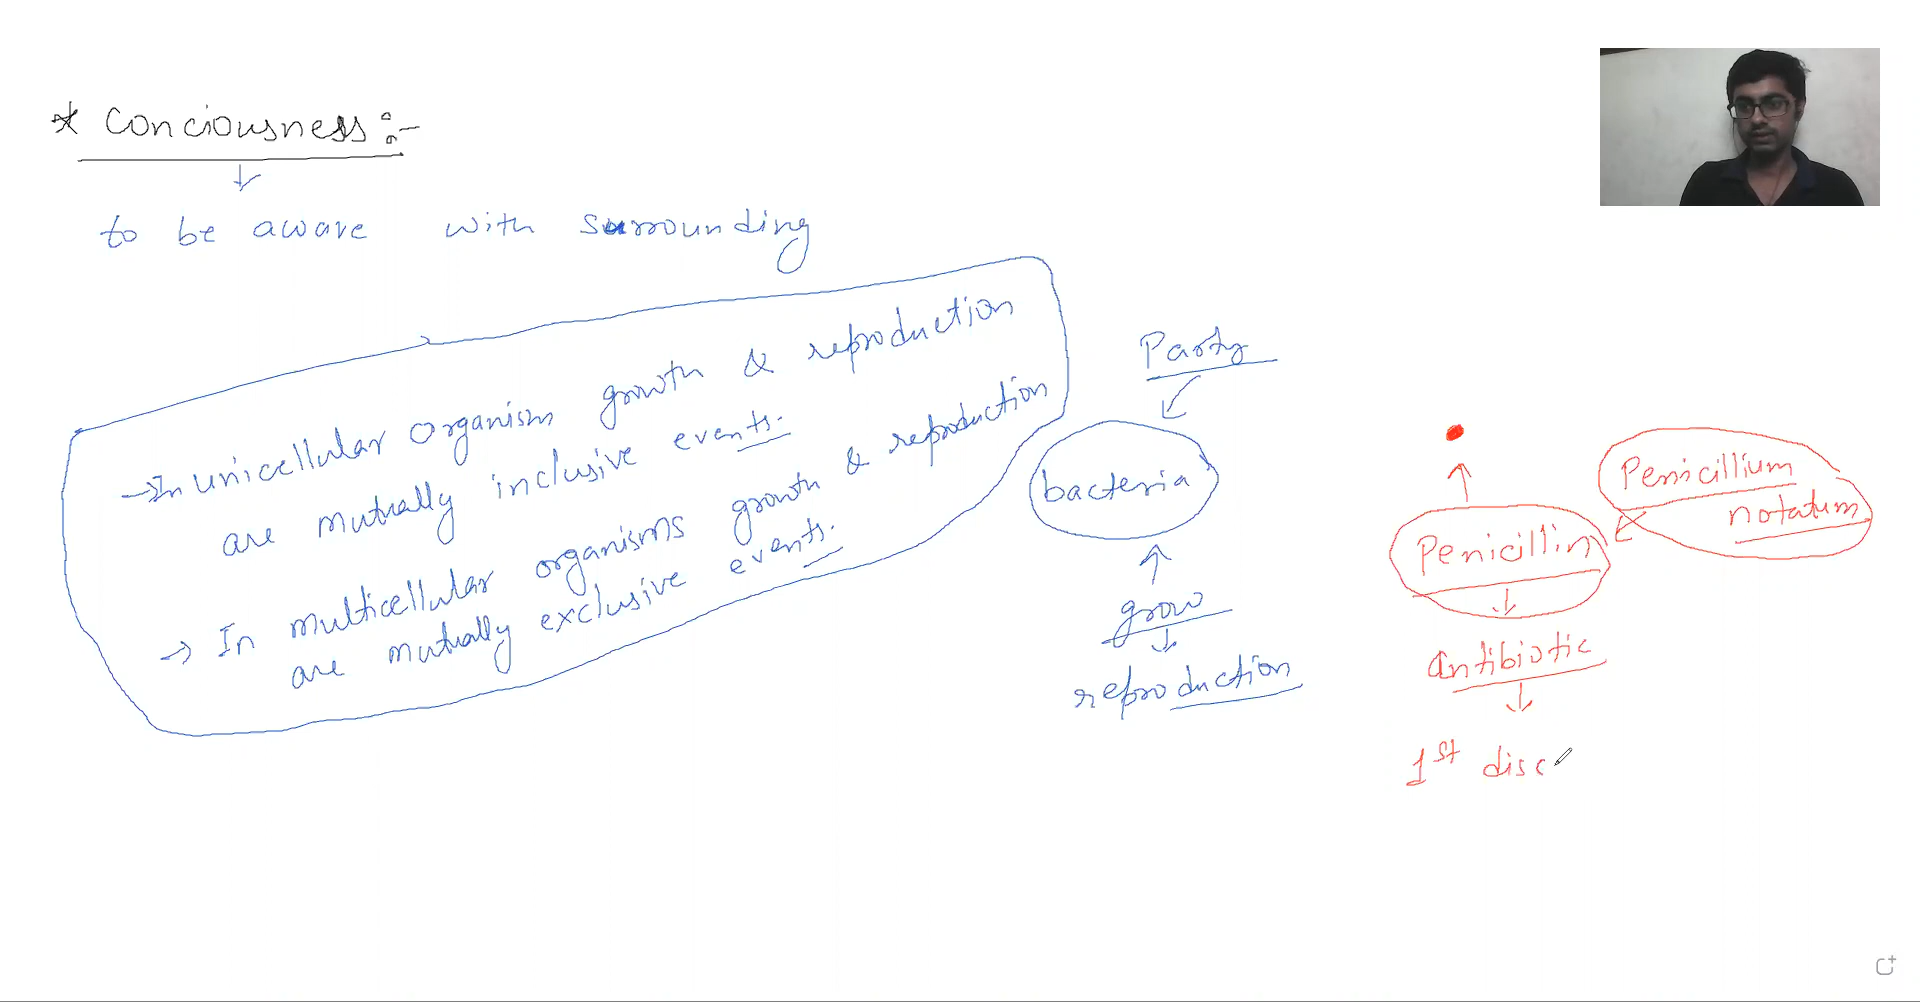 * Conciousness:-
to be aware with surrounding
→ In unicellular organism growth & reproduction
are mutually inclusive events.
→ In multicellular organisms growth & reproduction
are mutually exclusive events.
Party
bacteria
grow
reproduction
Penicillium
notatum
Penicillin
antibiotic
1st disc